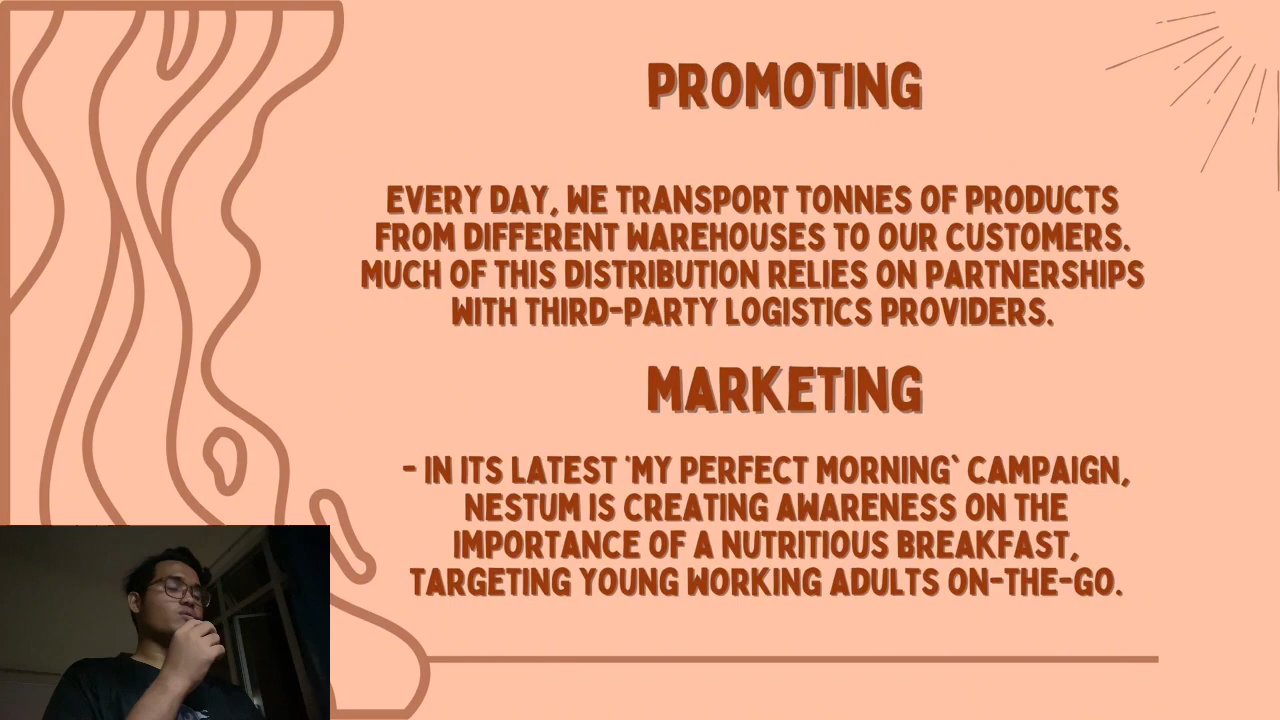 PROMOTING
EVERY DAY, WE TRANSPORT TONNES OF PRODUCTS
FROM DIFFERENT WAREHOUSES TO OUR CUSTOMERS.
MUCH OF THIS DISTRIBUTION RELIES ON PARTNERSHIPS
WITH THIRD-PARTY LOGISTICS PROVIDERS.
MARKETING
- IN ITS LATEST 'MY PERFECT MORNING` CAMPAIGN,
NESTUM IS CREATING AWARENESS ON THE
IMPORTANCE OF A NUTRITIOUS BREAKFAST,
TARGETING YOUNG WORKING ADULTS ON-THE-GO.